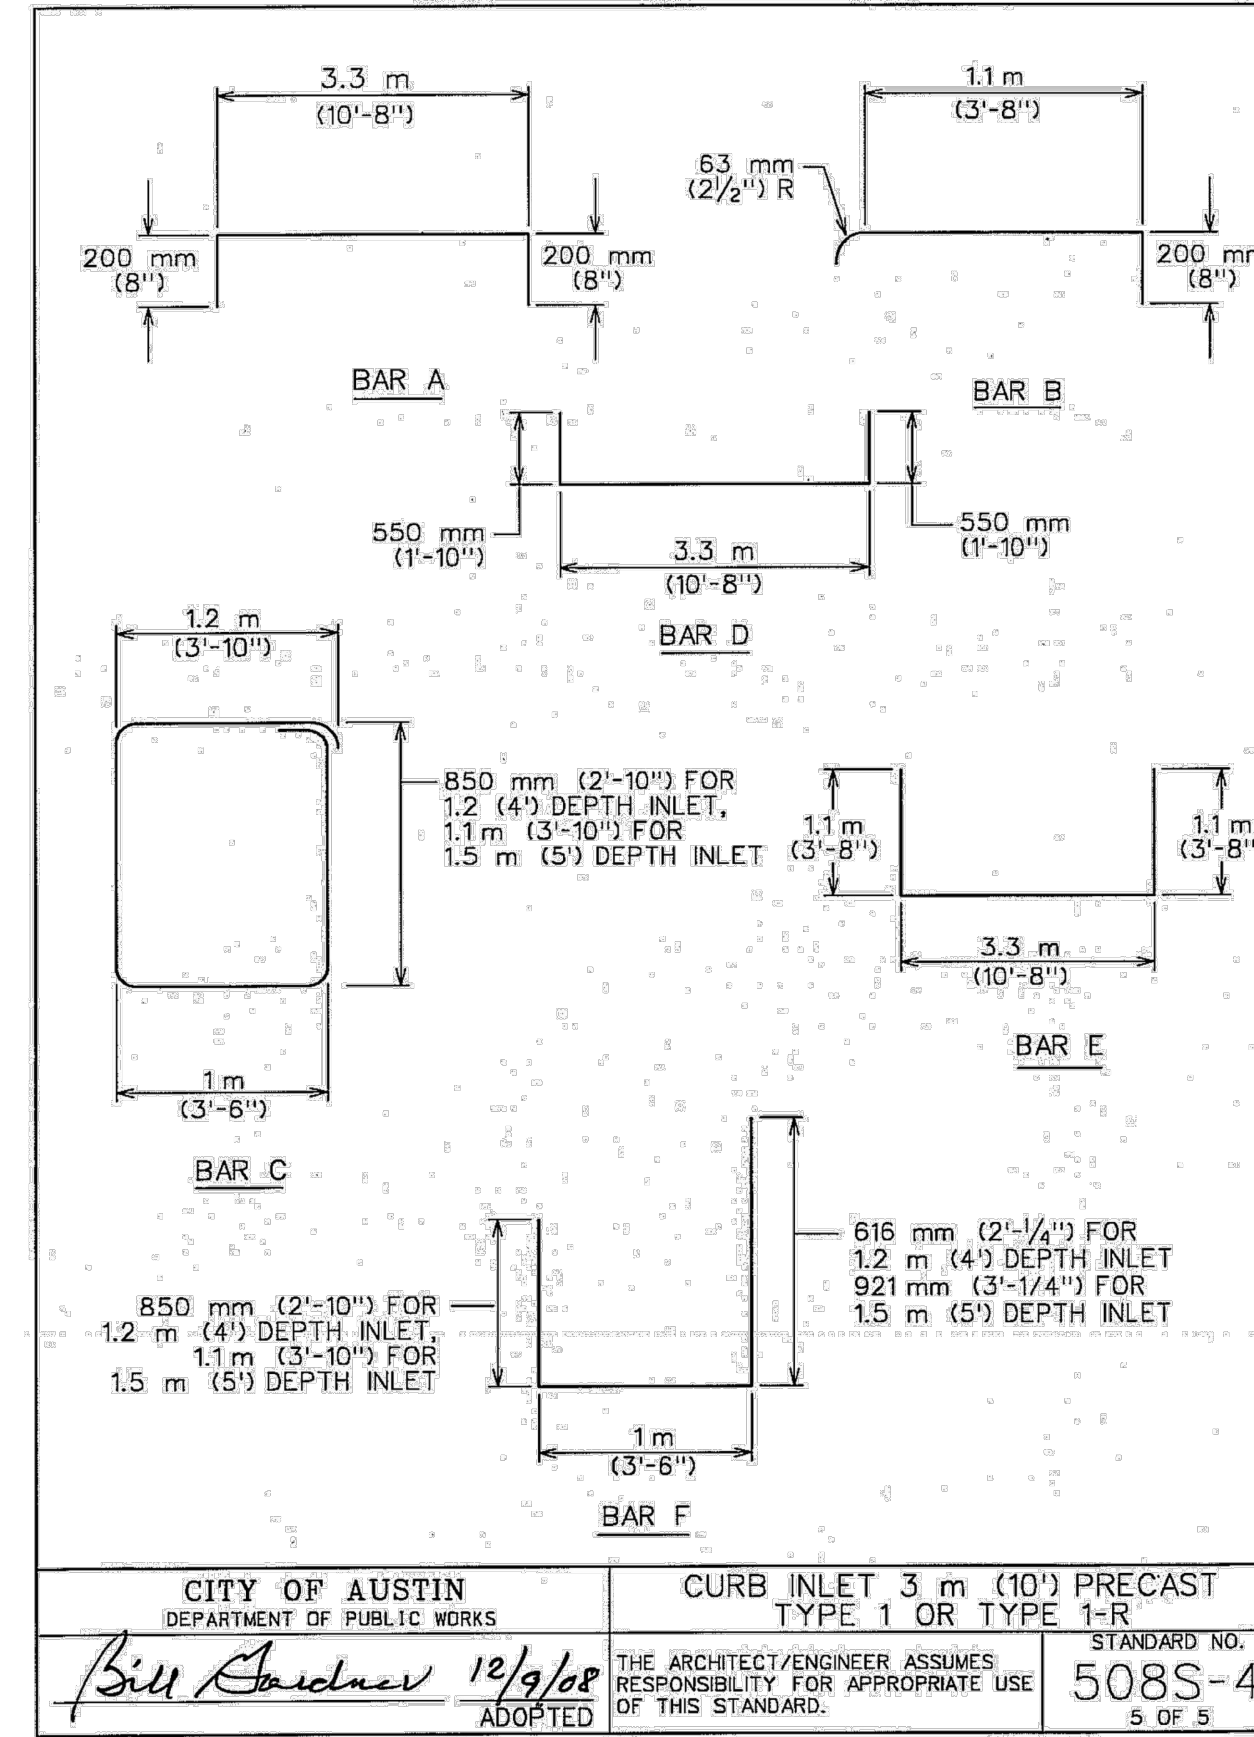 3.3 m
(10'-8")
200 mm
(8")
200 mm
(8")
BAR A
1.1 m
(3'-8")
63 mm
(2½") R
200 m
(8")
BAR B
550 mm
(1'-10")
3.3 m
(10'-8")
550 mm
(1'-10")
BAR D
1.2 m
(3'-10")
850 mm (2'-10") FOR
1.2 (4') DEPTH INLET,
1.1 m (3'-10") FOR
1.5 m (5') DEPTH INLET
1 m
(3'-6")
BAR C
1.1 m
(3'-8")
1.1 m
(3'-8"
3.3 m
(10'-8")
BAR E
850 mm (2'-10") FOR
1.2 m (4') DEPTH INLET,
1.1 m (3'-10") FOR
1.5 m (5') DEPTH INLET
616 mm (2'-¼") FOR
1.2 m (4') DEPTH INLET
921 mm (3'-1/4") FOR
1.5 m (5') DEPTH INLET
1 m
(3'-6")
BAR F
CITY OF AUSTIN
DEPARTMENT OF PUBLIC WORKS
Bill Gardner 12/9/08
ADOPTED
CURB INLET 3 m (10') PRECAST
TYPE 1 OR TYPE 1-R
THE ARCHITECT/ENGINEER ASSUMES
RESPONSIBILITY FOR APPROPRIATE USE
OF THIS STANDARD.
STANDARD NO.
508S-4
5 OF 5